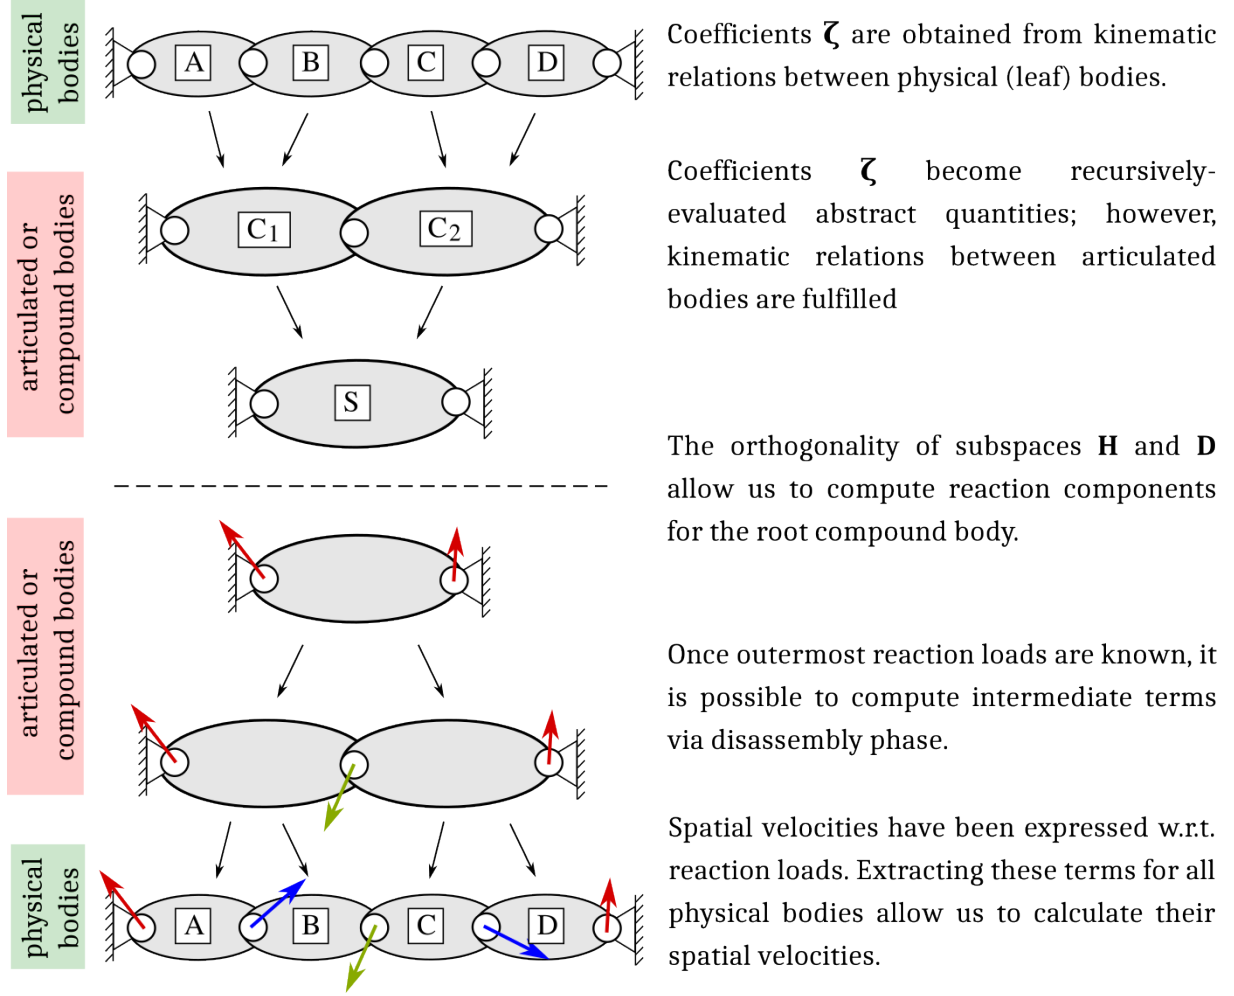 physical
bodies
A
B
C
D
Coefficients ζ are obtained from kinematic
relations between physical (leaf) bodies.
articulated or
compound bodies
C1
C2
Coefficients ζ become recursively-
evaluated abstract quantities; however,
kinematic relations between articulated
bodies are fulfilled
S
The orthogonality of subspaces H and D
allow us to compute reaction components
for the root compound body.
articulated or
compound bodies
Once outermost reaction loads are known, it
is possible to compute intermediate terms
via disassembly phase.
physical
bodies
A
B
C
D
Spatial velocities have been expressed w.r.t.
reaction loads. Extracting these terms for all
physical bodies allow us to calculate their
spatial velocities.